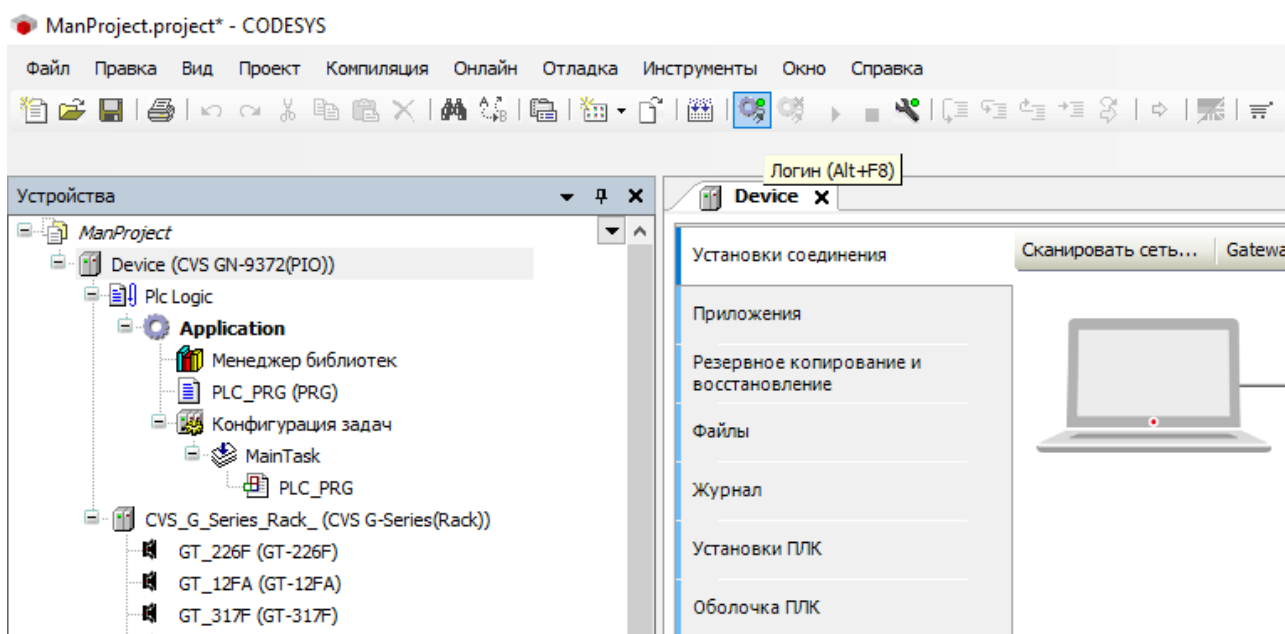 ManProject.project* - CODESYS
Файл Правка Вид Проект Компиляция Онлайн Отладка Инструменты Окно Справка
Логин (Alt+F8)
Устройства
Device
ManProject
Device (CVS GN-9372(PIO))
Plc Logic
Application
Менеджер библиотек
PLC_PRG (PRG)
Конфигурация задач
MainTask
PLC_PRG
CVS_G_Series_Rack_ (CVS G-Series(Rack))
GT_226F (GT-226F)
GT_12FA (GT-12FA)
GT_317F (GT-317F)
Установки соединения
Приложения
Резервное копирование и
восстановление
Файлы
Журнал
Установки ПЛК
Оболочка ПЛК
Сканировать сеть... Gatewa